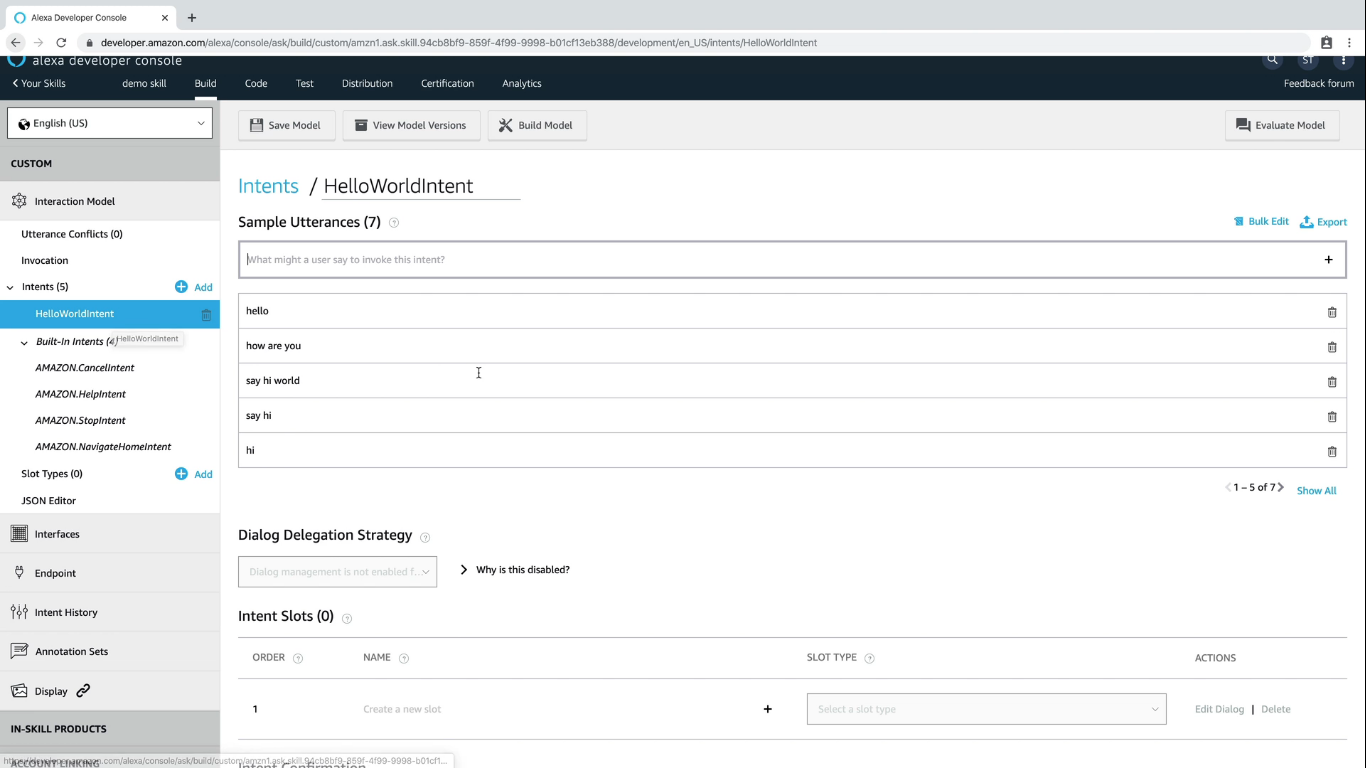 Alexa Developer Console
developer.amazon.com/alexa/console/ask/build/custom/amzn1.ask.skill.94cb8bf9-859f-4f99-9998-b01cf13eb388/development/en_US/intents/HelloWorldIntent
alexa developer console
ST
Your Skills
demo skill
Build
Code
Test
Distribution
Certification
Analytics
Feedback forum
English (US)
Save Model
View Model Versions
Build Model
Evaluate Model
CUSTOM
Interaction Model
Utterance Conflicts (0)
Invocation
Intents (5)
Add
HelloWorldIntent
HelloWorldIntent
Built-In Intents (4)
AMAZON.CancelIntent
AMAZON.HelpIntent
AMAZON.StopIntent
AMAZON.NavigateHomeIntent
Slot Types (0)
Add
JSON Editor
Interfaces
Endpoint
Intent History
Annotation Sets
Display
IN-SKILL PRODUCTS
ACCOUNT LINKING
https://developer.amazon.com/alexa/console/ask/build/custom/amzn1.ask.skill.94cb8bf9-859f-4f99-9998-b01cf1...
Intents / HelloWorldIntent
Sample Utterances (7)
Bulk Edit
Export
What might a user say to invoke this intent?
hello
how are you
say hi world
say hi
hi
1 – 5 of 7
Show All
Dialog Delegation Strategy
Dialog management is not enabled f...
Why is this disabled?
Intent Slots (0)
ORDER
NAME
SLOT TYPE
ACTIONS
1
Create a new slot
Select a slot type
Edit Dialog | Delete
Intent Confirmation